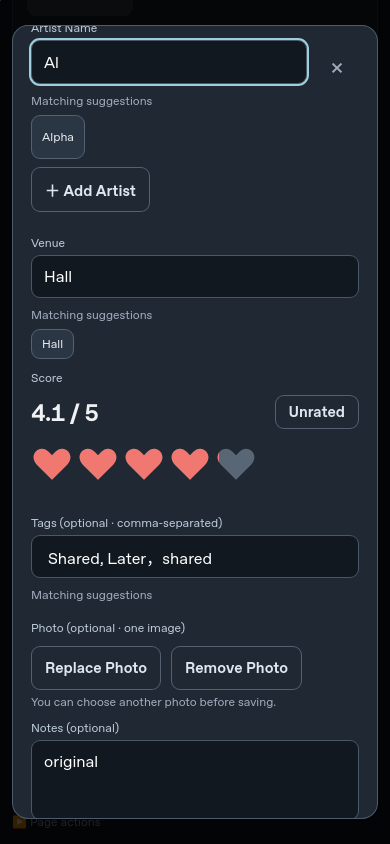 Artist Name
Al
×
Matching suggestions
Alpha
+ Add Artist
Venue
Hall
Matching suggestions
Hall
Score
4.1 / 5
Unrated
Tags (optional · comma-separated)
Shared, Later，shared
Matching suggestions
Photo (optional · one image)
Replace Photo
Remove Photo
You can choose another photo before saving.
Notes (optional)
original
Page actions